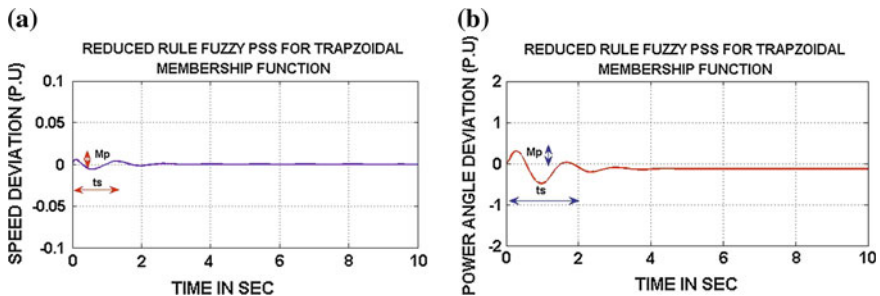 (a)
REDUCED RULE FUZZY PSS FOR TRAPZOIDAL
MEMBERSHIP FUNCTION
SPEED DEVIATION (P.U)
0.1
0.05
0
-0.05
-0.1
Mp
ts
0 2 4 6 8 10
TIME IN SEC
(b)
REDUCED RULE FUZZY PSS FOR TRAPZOIDAL
MEMBERSHIP FUNCTION
POWER ANGLE DEVIATION (P.U)
2
1
0
-1
-2
Mp
ts
0 2 4 6 8 10
TIME IN SEC